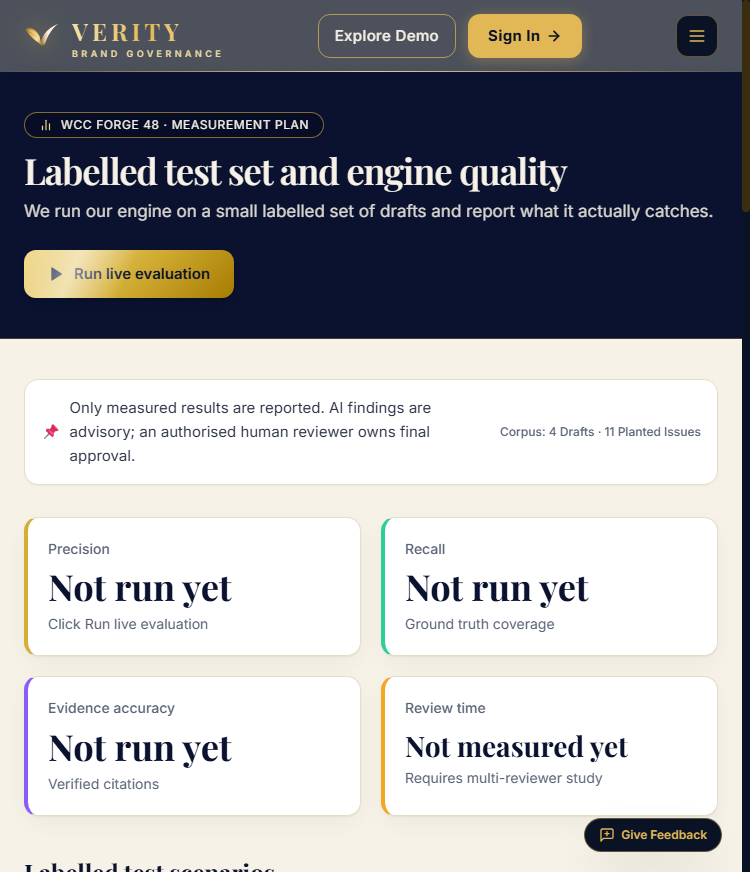 VERITY
BRAND GOVERNANCE
Explore Demo
Sign In →
WCC FORGE 48 · MEASUREMENT PLAN
Labelled test set and engine quality
We run our engine on a small labelled set of drafts and report what it actually catches.
Run live evaluation
Only measured results are reported. AI findings are
advisory; an authorised human reviewer owns final
approval.
Corpus: 4 Drafts · 11 Planted Issues
Precision
Not run yet
Click Run live evaluation
Recall
Not run yet
Ground truth coverage
Evidence accuracy
Not run yet
Verified citations
Review time
Not measured yet
Requires multi-reviewer study
Give Feedback
Labelled test scenarios